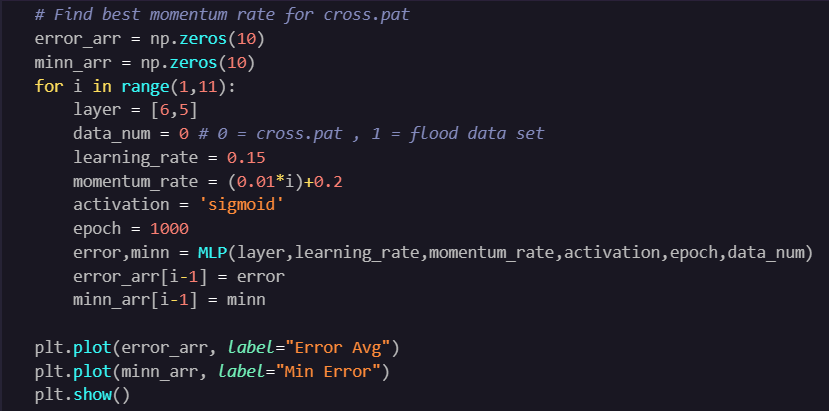 # Find best momentum rate for cross.pat
error_arr = np.zeros(10)
minn_arr = np.zeros(10)
for i in range(1,11):
    layer = [6,5]
    data_num = 0 # 0 = cross.pat , 1 = flood data set
    learning_rate = 0.15
    momentum_rate = (0.01*i)+0.2
    activation = 'sigmoid'
    epoch = 1000
    error,minn = MLP(layer,learning_rate,momentum_rate,activation,epoch,data_num)
    error_arr[i-1] = error
    minn_arr[i-1] = minn

plt.plot(error_arr, label="Error Avg")
plt.plot(minn_arr, label="Min Error")
plt.show()